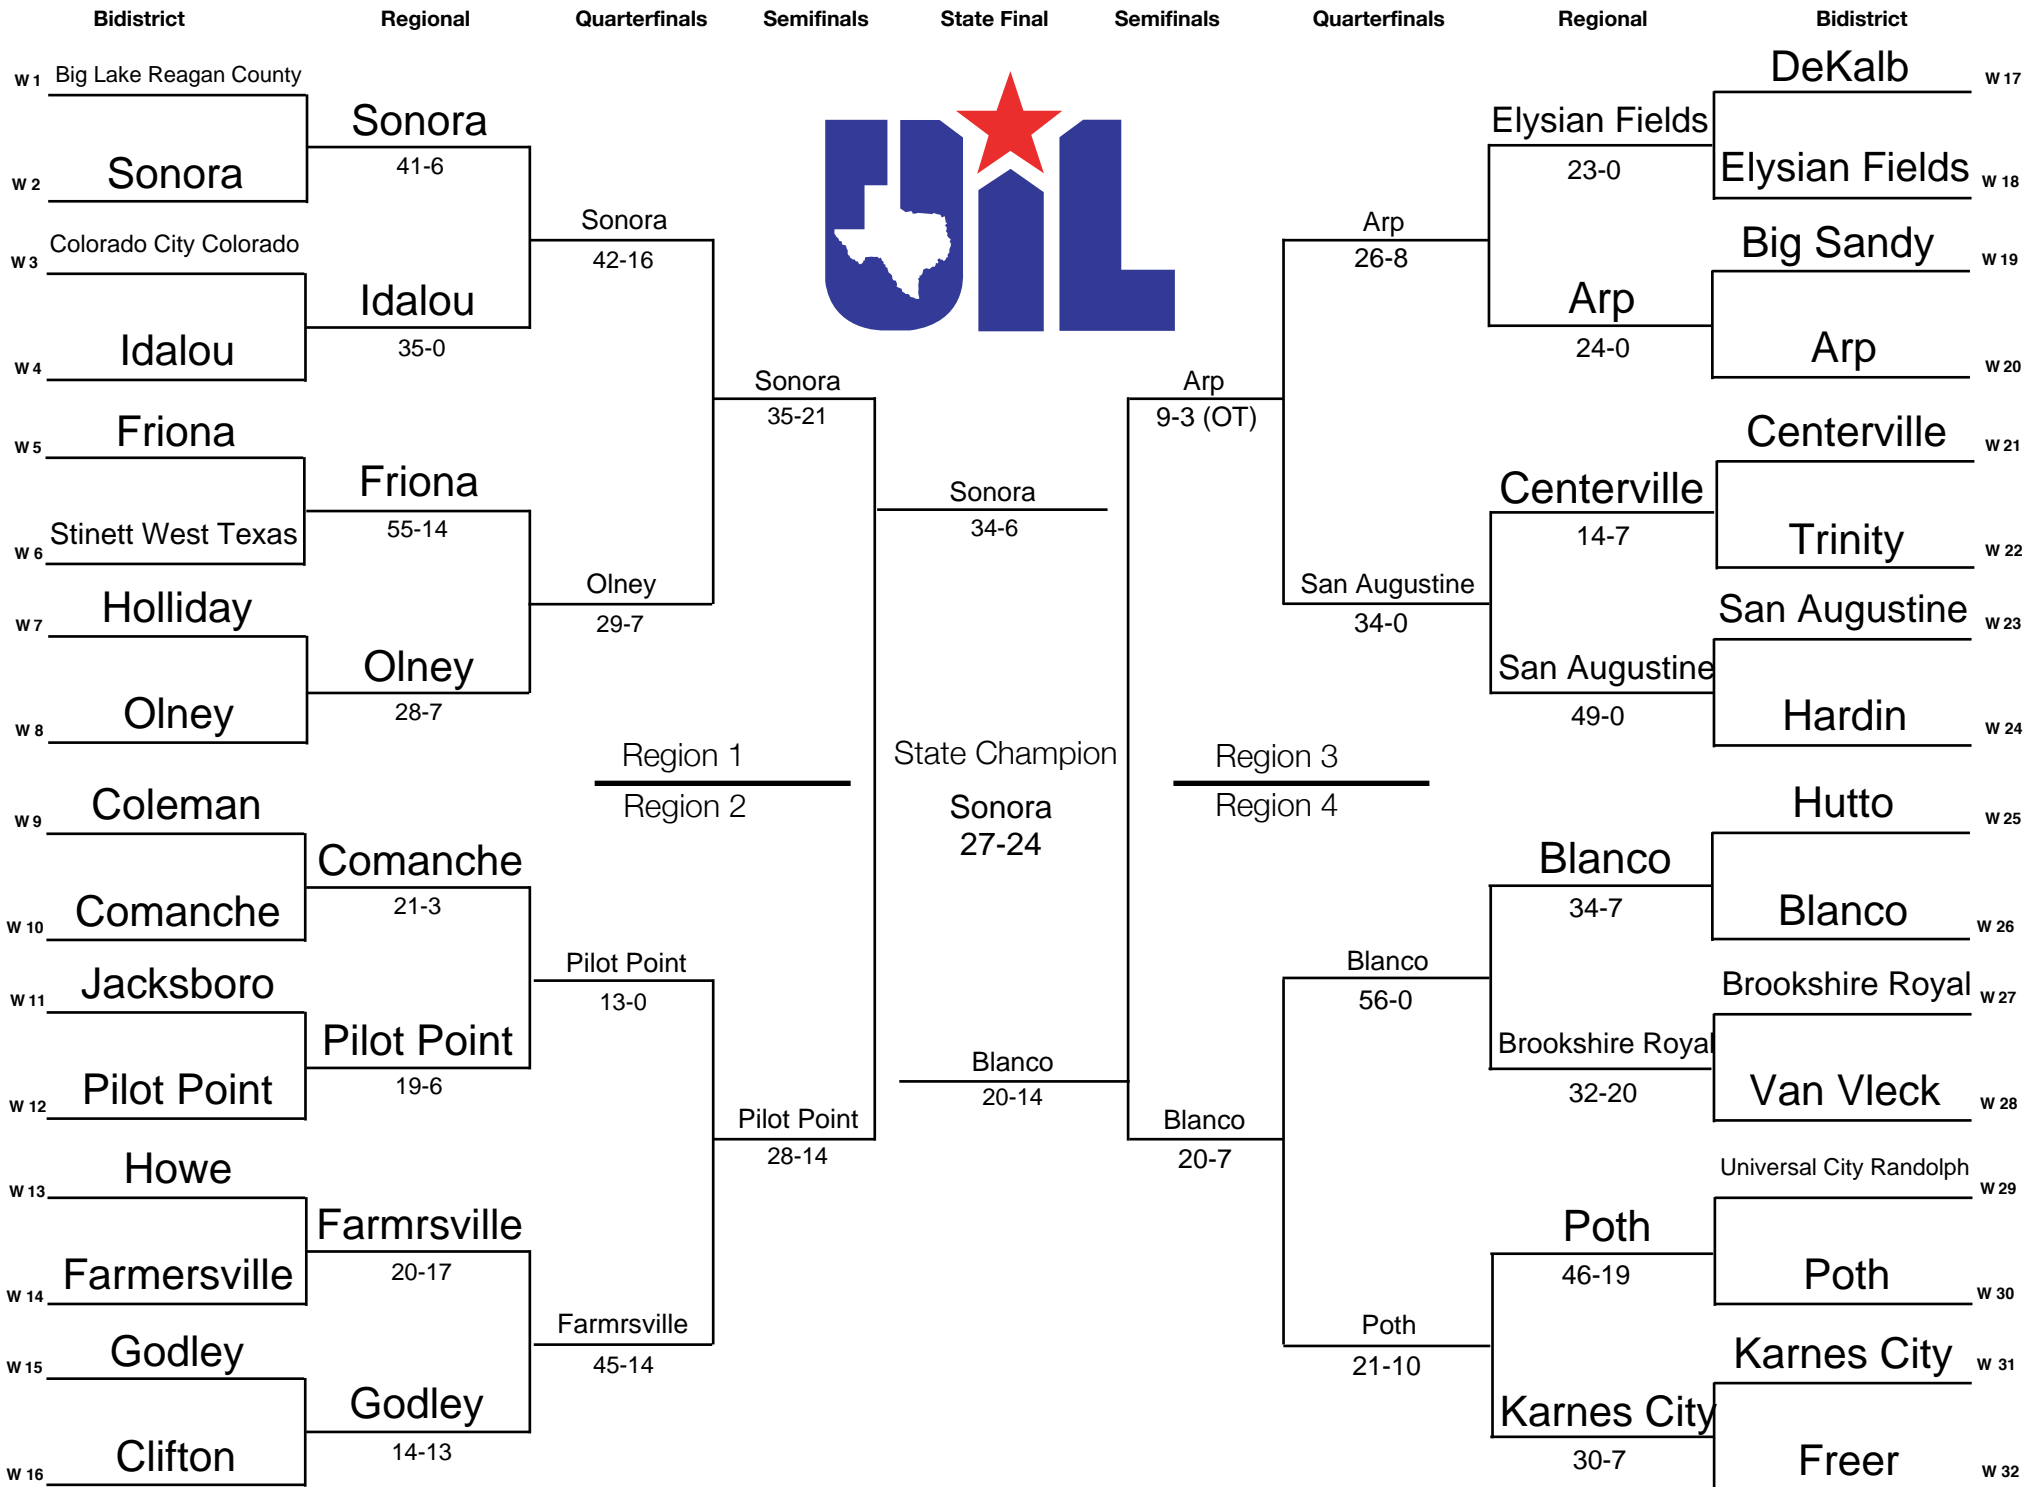 Bidistrict Regional Quarterfinals Semifinals State Final Semifinals Quarterfinals Regional Bidistrict
W 1 Big Lake Reagan County
Sonora
41-6
W 2 Sonora
Sonora
42-16
W 3 Colorado City Colorado
Idalou
35-0
W 4 Idalou
Sonora
35-21
W 5 Friona
Friona
55-14
W 6 Stinett West Texas
Olney
29-7
W 7 Holliday
Olney
28-7
W 8 Olney
Region 1
Region 2
W 9 Coleman
Comanche
21-3
W 10 Comanche
Pilot Point
13-0
W 11 Jacksboro
Pilot Point
19-6
W 12 Pilot Point
Pilot Point
28-14
W 13 Howe
Farmrsville
20-17
W 14 Farmersville
Farmrsville
45-14
W 15 Godley
Godley
14-13
W 16 Clifton
UIL
Sonora
34-6
State Champion
Sonora
27-24
Blanco
20-14
DeKalb W 17
Elysian Fields
23-0
Elysian Fields W 18
Arp
26-8
Big Sandy W 19
Arp
24-0
Arp W 20
Arp
9-3 (OT)
Centerville W 21
Centerville
14-7
Trinity W 22
San Augustine
34-0
San Augustine W 23
San Augustine
49-0
Hardin W 24
Region 3
Region 4
Hutto W 25
Blanco
34-7
Blanco W 26
Blanco
56-0
Brookshire Royal W 27
Brookshire Royal
32-20
Van Vleck W 28
Blanco
20-7
Universal City Randolph W 29
Poth
46-19
Poth W 30
Poth
21-10
Karnes City W 31
Karnes City
30-7
Freer W 32